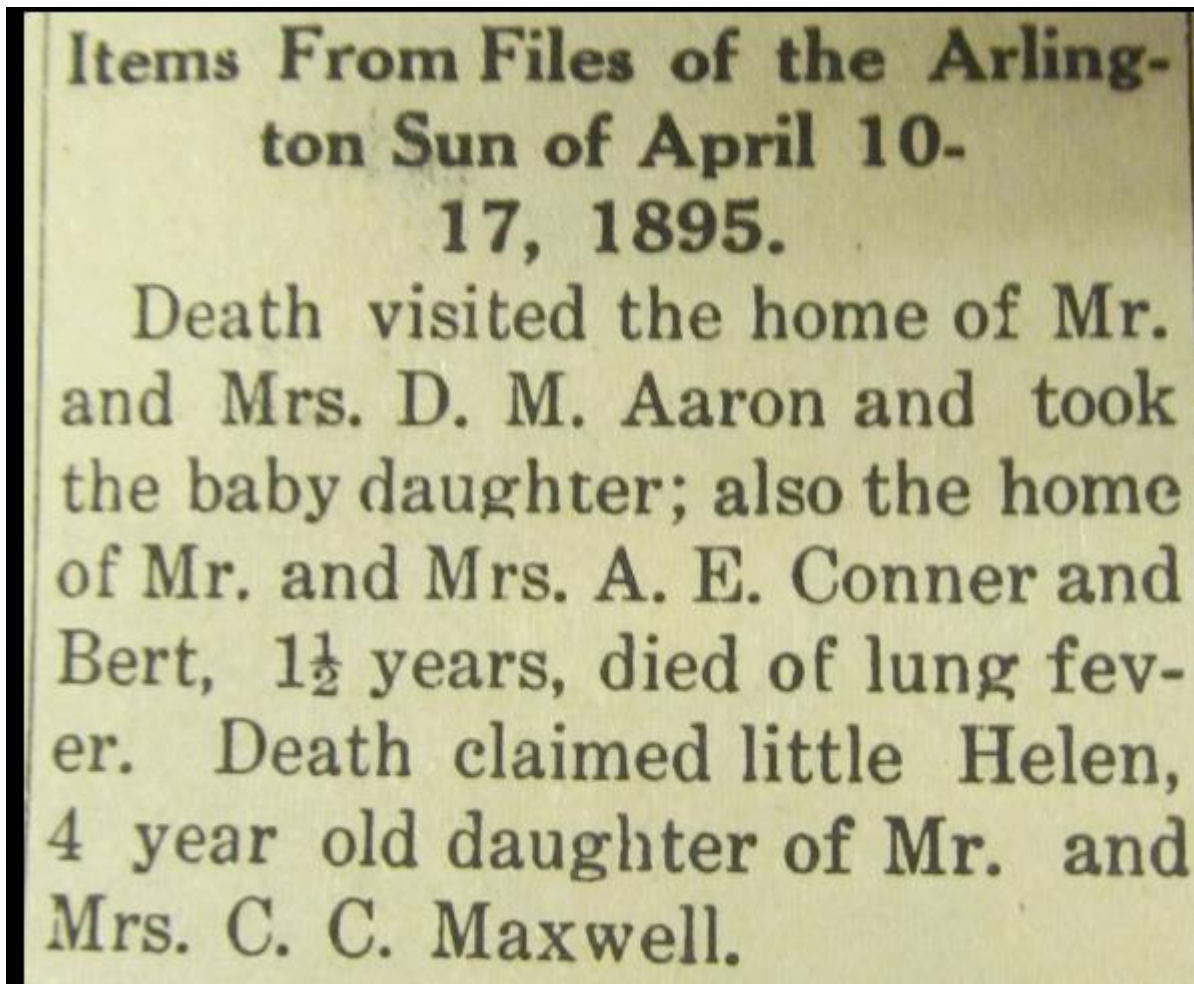 Items From Files of the Arling-
ton Sun of April 10-
17, 1895.
Death visited the home of Mr.
and Mrs. D. M. Aaron and took
the baby daughter; also the home
of Mr. and Mrs. A. E. Conner and
Bert, 1½ years, died of lung fev-
er. Death claimed little Helen,
4 year old daughter of Mr. and
Mrs. C. C. Maxwell.